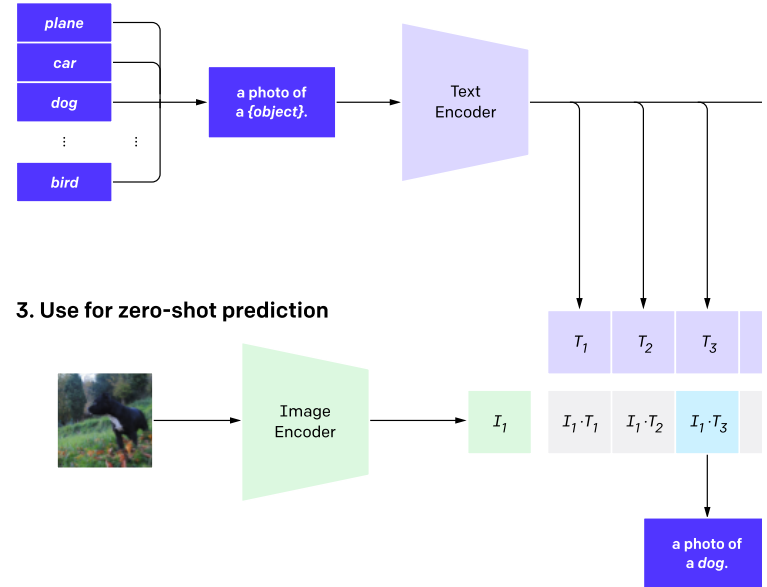 plane
car
dog
⋮ ⋮
bird
a photo of
a {object}.
Text
Encoder
3. Use for zero-shot prediction
Image
Encoder
I1
T1 T2 T3
I1·T1 I1·T2 I1·T3
a photo of
a dog.